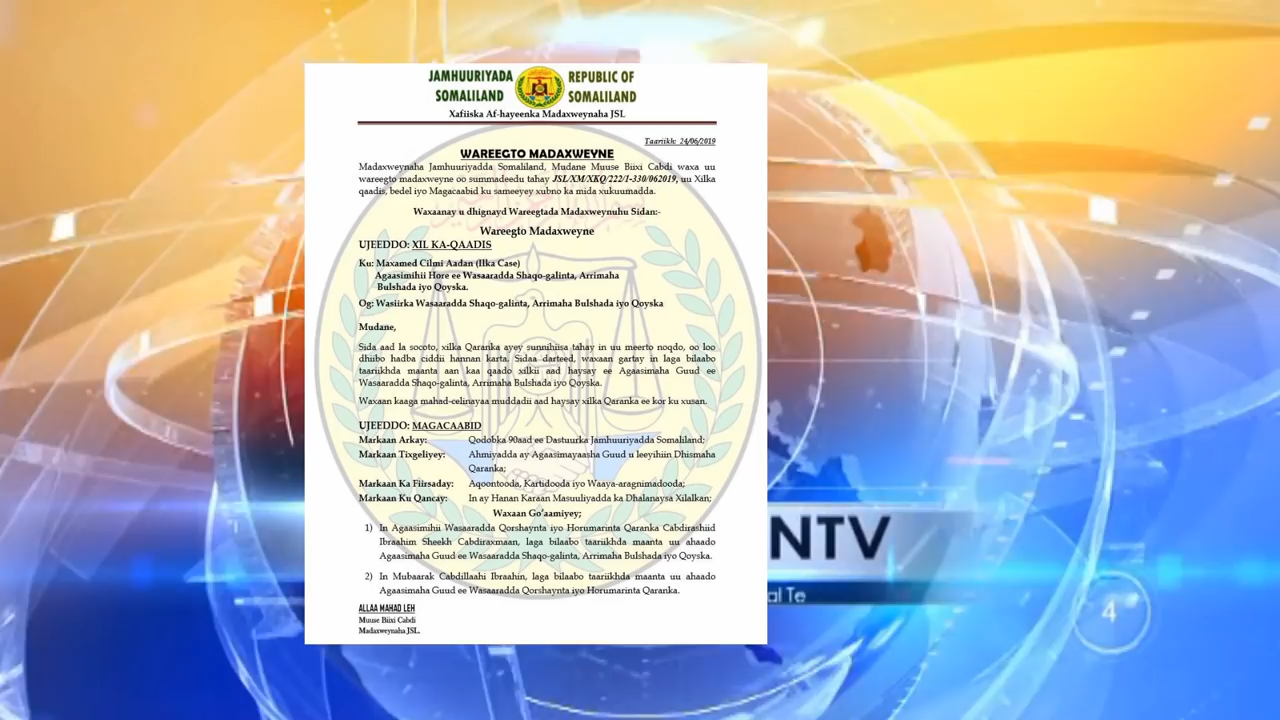 JAMHUURIYADA REPUBLIC OF
SOMALILAND SOMALILAND
Xafiiska Af-hayeenka Madaxweynaha JSL
Taariikh: 24/06/2019
WAREEGTO MADAXWEYNE
Madaxweynaha Jamhuuriyadda Somaliland, Mudane Muuse Biixi Cabdi waxa uu
wareegto madaxweyne oo summadeedu tahay JSL/XM/XKQ/222/1-330/062019, uu Xilka
qaadis, bedel iyo Magacaabid ku sameeyey xubno ka mida xukuumadda.
Waxaanay u dhignayd Wareegtada Madaxweynuhu Sidan:-
Wareegto Madaxweyne
UJEEDDO: XIL KA-QAADIS
Ku: Maxamed Cilmi Aadan (Ilka Case)
Agaasimihii Hore ee Wasaaradda Shaqo-galinta, Arrimaha
Bulshada iyo Qoyska.
Og: Wasiirka Wasaaradda Shaqo-galinta, Arrimaha Bulshada iyo Qoyska
Mudane,
Sida aad la socoto, xilka Qaranka ayey sunnihiisa tahay in uu meerto noqdo, oo loo
dhiibo hadba ciddii hannan karta. Sidaa darteed, waxaan gartay in laga bilaabo
taariikhda maanta aan kaa qaado xilkii aad haysay ee Agaasimaha Guud ee
Wasaaradda Shaqo-galinta, Arrimaha Bulshada iyo Qoyska.
Waxaan kaaga mahad-celinayaa muddadii aad haysay xilka Qaranka ee kor ku xusan.
UJEEDDO: MAGACAABID
Markaan Arkay: Qodobka 90aad ee Dastuurka Jamhuuriyadda Somaliland;
Markaan Tixgeliyey: Ahmiyadda ay Agaasimayaasha Guud u leeyihiin Dhismaha
Qaranka;
Markaan Ka Fiirsaday: Aqoontooda, Kartidooda iyo Waaya-aragnimadooda;
Markaan Ku Qancay: In ay Hanan Karaan Masuuliyadda ka Dhalanaysa Xilalkan;
Waxaan Go'aamiyey;
1) In Agaasimihii Wasaaradda Qorshaynta iyo Horumarinta Qaranka Cabdirashiid
Ibraahim Sheekh Cabdiraxmaan, laga bilaabo taariikhda maanta uu ahaado
Agaasimaha Guud ee Wasaaradda Shaqo-galinta, Arrimaha Bulshada iyo Qoyska.
2) In Mubaarak Cabdillaahi Ibraahin, laga bilaabo taariikhda maanta uu ahaado
Agaasimaha Guud ee Wasaaradda Qorshaynta iyo Horumarinta Qaranka.
ALLAA MAHAD LEH
Muuse Biixi Cabdi
Madaxweynaha JSL.
NTV
al Te
4